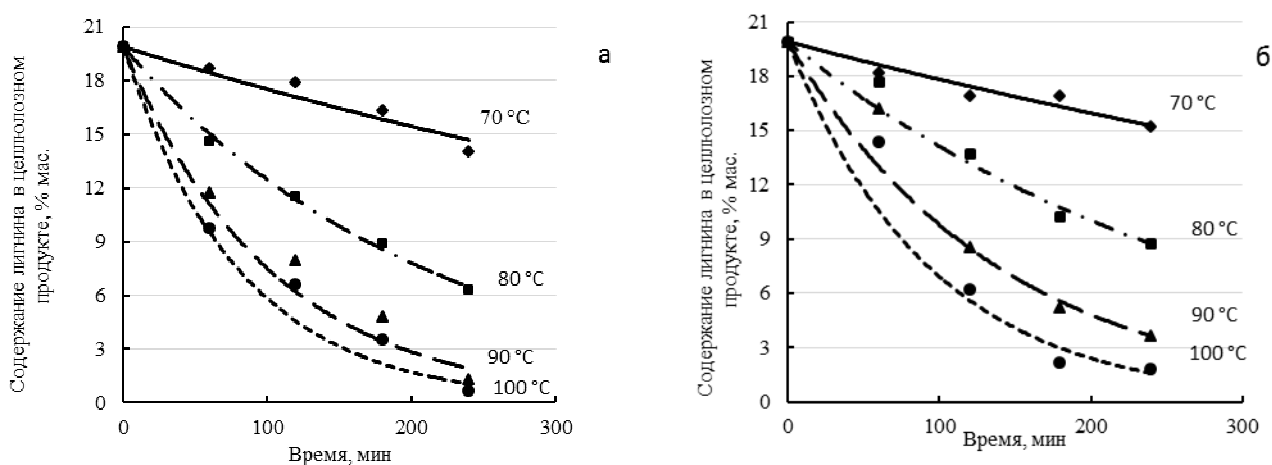 Содержание лигнина в целлюлозном
продукте, % мас.
21
18
15
12
9
6
3
0
0
100
200
300
Время, мин
70 °C
80 °C
90 °C
100 °C
а
Содержание лигнина в целлюлозном
продукте, % мас.
21
18
15
12
9
6
3
0
0
100
200
300
Время, мин
70 °C
80 °C
90 °C
100 °C
б